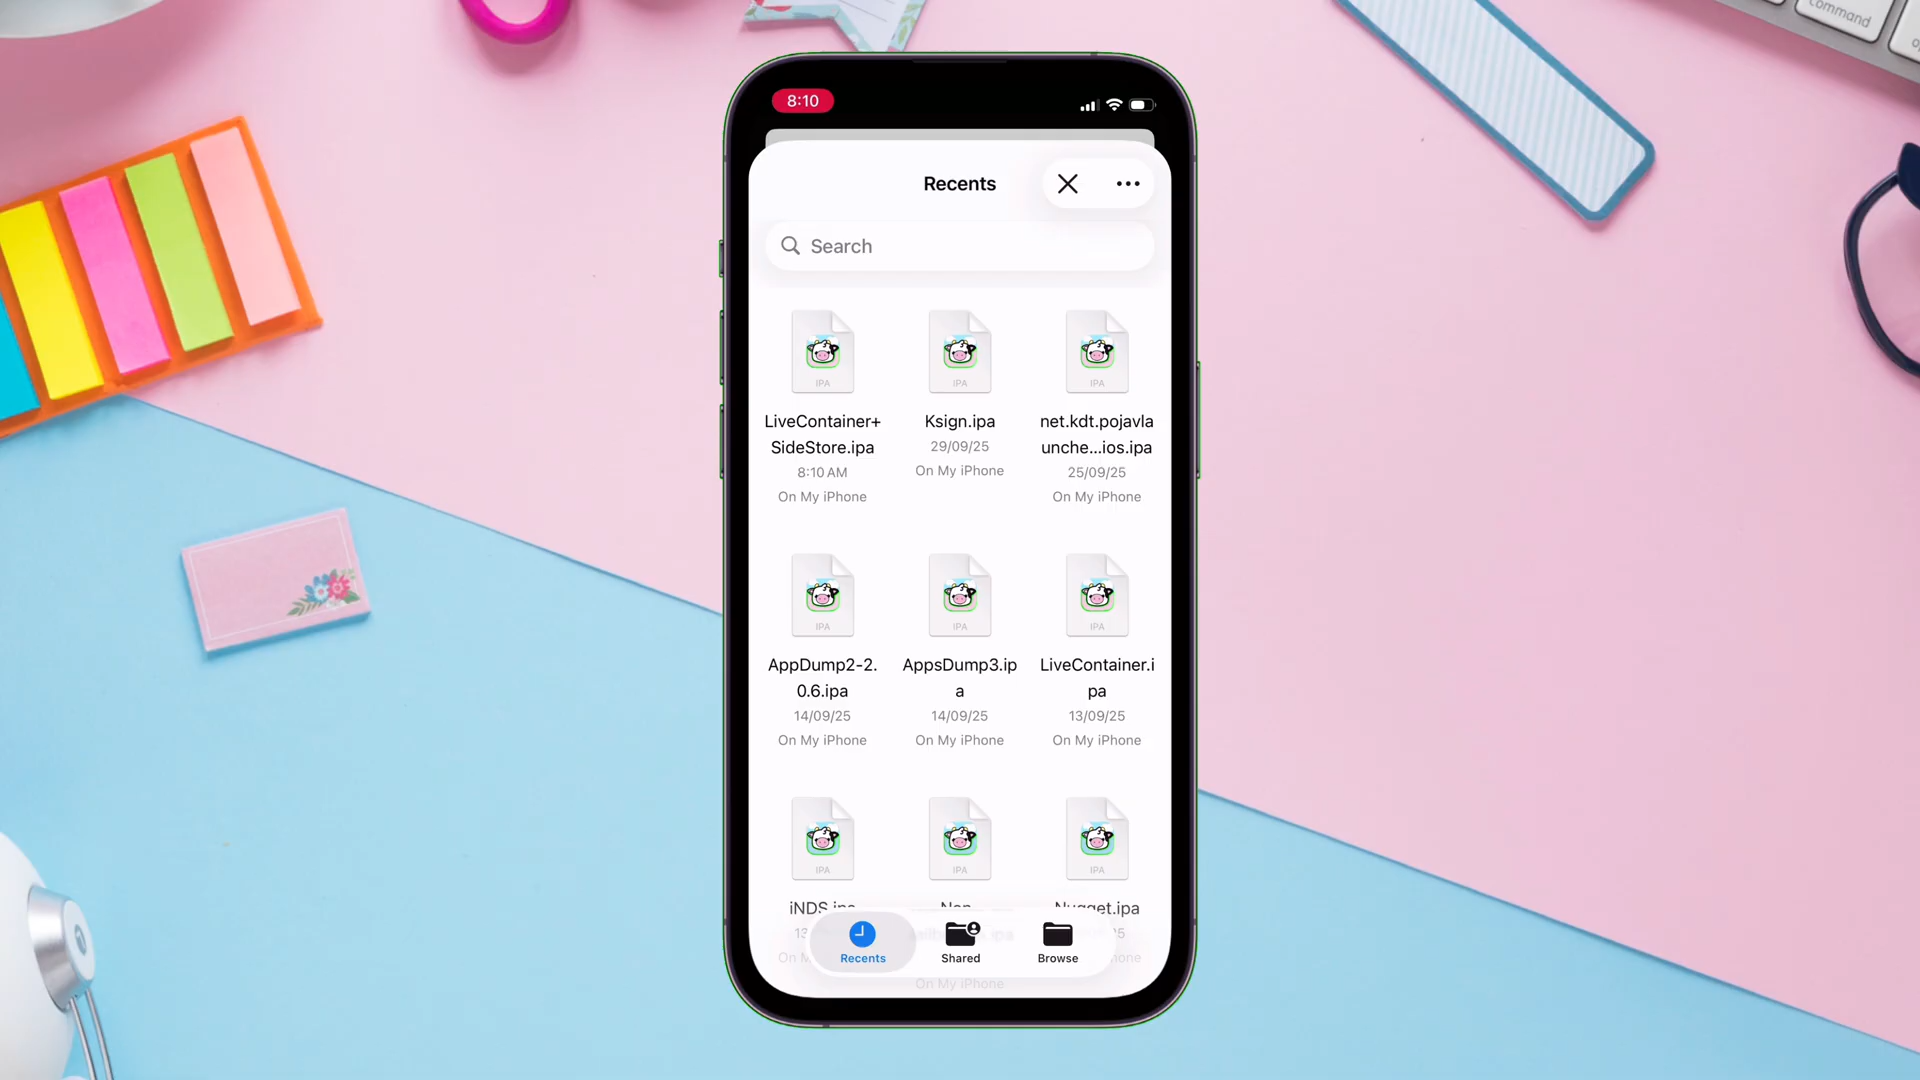 command
8:10
Recents
Search
IPA
IPA
IPA
LiveContainer+
SideStore.ipa
8:10 AM
On My iPhone
Ksign.ipa
29/09/25
On My iPhone
net.kdt.pojavla
unche...ios.ipa
25/09/25
On My iPhone
IPA
IPA
IPA
AppDump2-2.
0.6.ipa
14/09/25
On My iPhone
AppsDump3.ip
a
14/09/25
On My iPhone
LiveContainer.i
pa
13/09/25
On My iPhone
IPA
IPA
IPA
iNDS.ipa
Nugget.ipa
On My iPhone
Recents
Shared
Browse